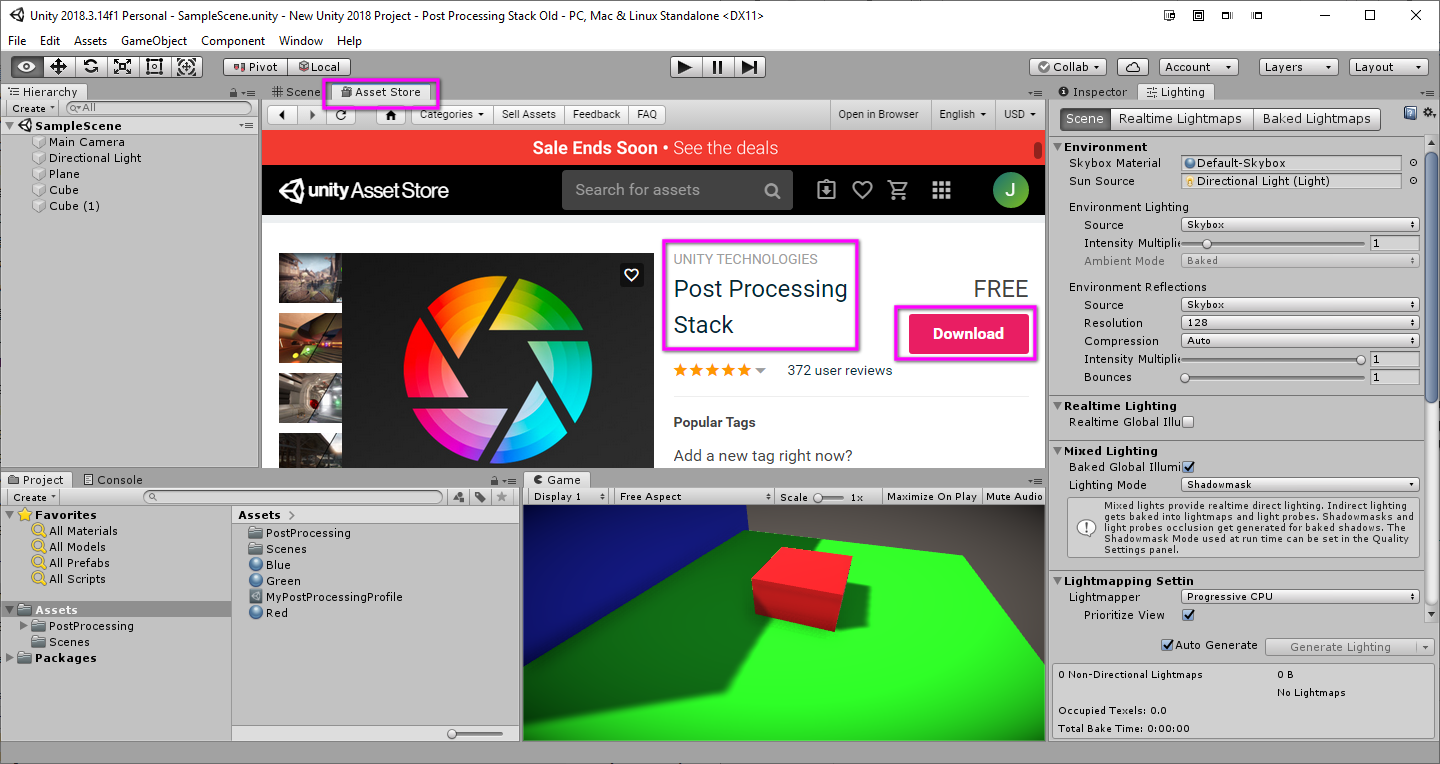 Unity 2018.3.14f1 Personal - SampleScene.unity - New Unity 2018 Project - Post Processing Stack Old - PC, Mac & Linux Standalone <DX11>
File Edit Assets GameObject Component Window Help
Pivot Local Collab Account Layers Layout
Hierarchy
Create All
SampleScene
Main Camera
Directional Light
Plane
Cube
Cube (1)
Scene Asset Store
Categories Sell Assets Feedback FAQ Open in Browser English USD
Sale Ends Soon • See the deals
unity Asset Store Search for assets J
UNITY TECHNOLOGIES
Post Processing
Stack
FREE
Download
372 user reviews
Popular Tags
Add a new tag right now?
Inspector Lighting
Scene Realtime Lightmaps Baked Lightmaps
Environment
Skybox Material Default-Skybox
Sun Source Directional Light (Light)
Environment Lighting
Source Skybox
Intensity Multiplie 1
Ambient Mode Baked
Environment Reflections
Source Skybox
Resolution 128
Compression Auto
Intensity Multiplie 1
Bounces 1
Realtime Lighting
Realtime Global Illu
Mixed Lighting
Baked Global Illumi
Lighting Mode Shadowmask
Mixed lights provide realtime direct lighting. Indirect lighting
gets baked into lightmaps and light probes. Shadowmasks and
light probes occlusion get generated for baked shadows. The
Shadowmask Mode used at run time can be set in the Quality
Settings panel.
Lightmapping Settin
Lightmapper Progressive CPU
Prioritize View
Auto Generate Generate Lighting
0 Non-Directional Lightmaps 0 B
No Lightmaps
Occupied Texels: 0.0
Total Bake Time: 0:00:00
Project Console
Create
Favorites
All Materials
All Models
All Prefabs
All Scripts
Assets
PostProcessing
Scenes
Packages
Assets
PostProcessing
Scenes
Blue
Green
MyPostProcessingProfile
Red
Game
Display 1 Free Aspect Scale 1x Maximize On Play Mute Audio